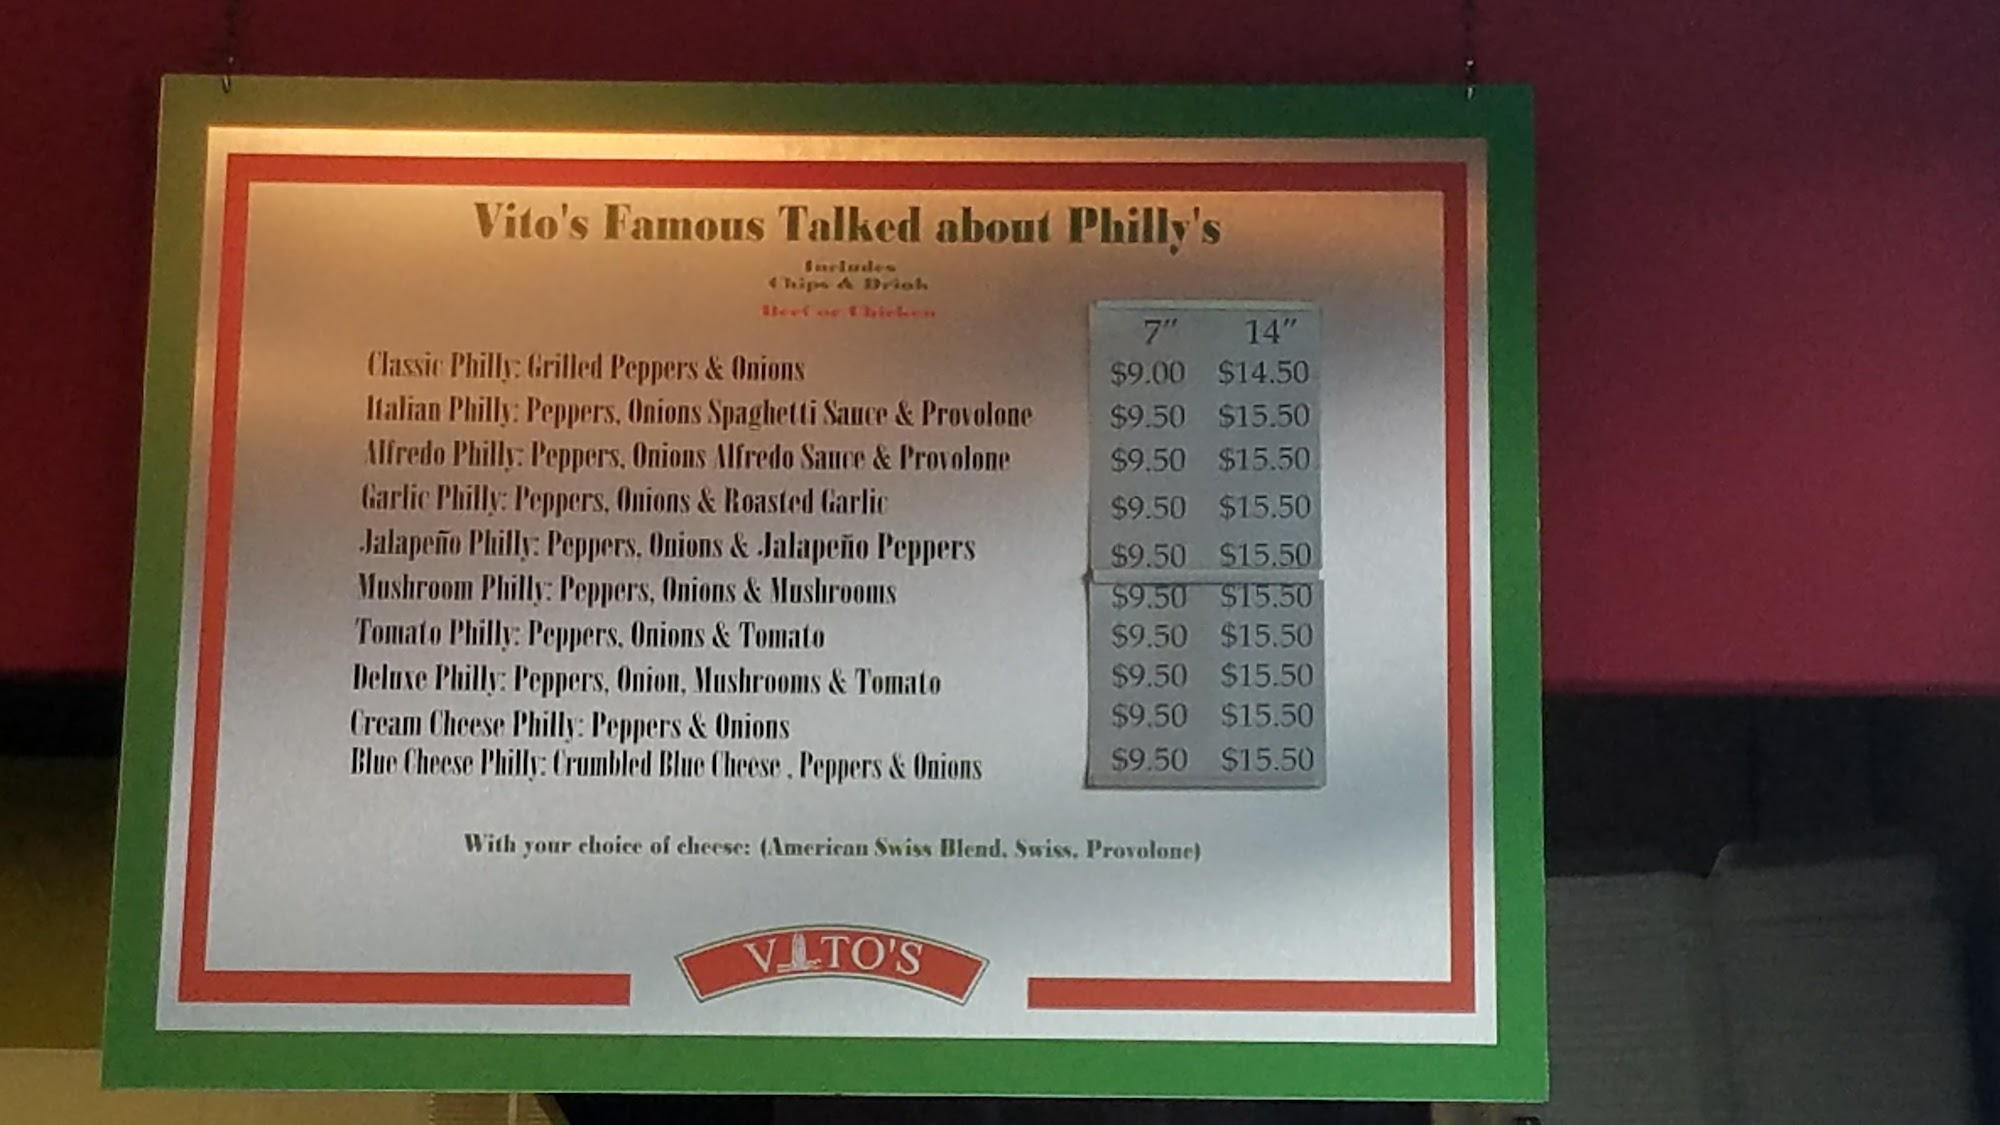 Vito's Famous Talked about Philly's
Includes
Chips & Drink
Beef or Chicken
7" 14"
Classic Philly: Grilled Peppers & Onions $9.00 $14.50
Italian Philly: Peppers, Onions Spaghetti Sauce & Provolone $9.50 $15.50
Alfredo Philly: Peppers, Onions Alfredo Sauce & Provolone $9.50 $15.50
Garlic Philly: Peppers, Onions & Roasted Garlic $9.50 $15.50
Jalapeño Philly: Peppers, Onions & Jalapeño Peppers $9.50 $15.50
Mushroom Philly: Peppers, Onions & Mushrooms $9.50 $15.50
Tomato Philly: Peppers, Onions & Tomato $9.50 $15.50
Deluxe Philly: Peppers, Onion, Mushrooms & Tomato $9.50 $15.50
Cream Cheese Philly: Peppers & Onions $9.50 $15.50
Blue Cheese Philly: Crumbled Blue Cheese , Peppers & Onions $9.50 $15.50
With your choice of cheese: (American Swiss Blend, Swiss, Provolone)
VITO'S